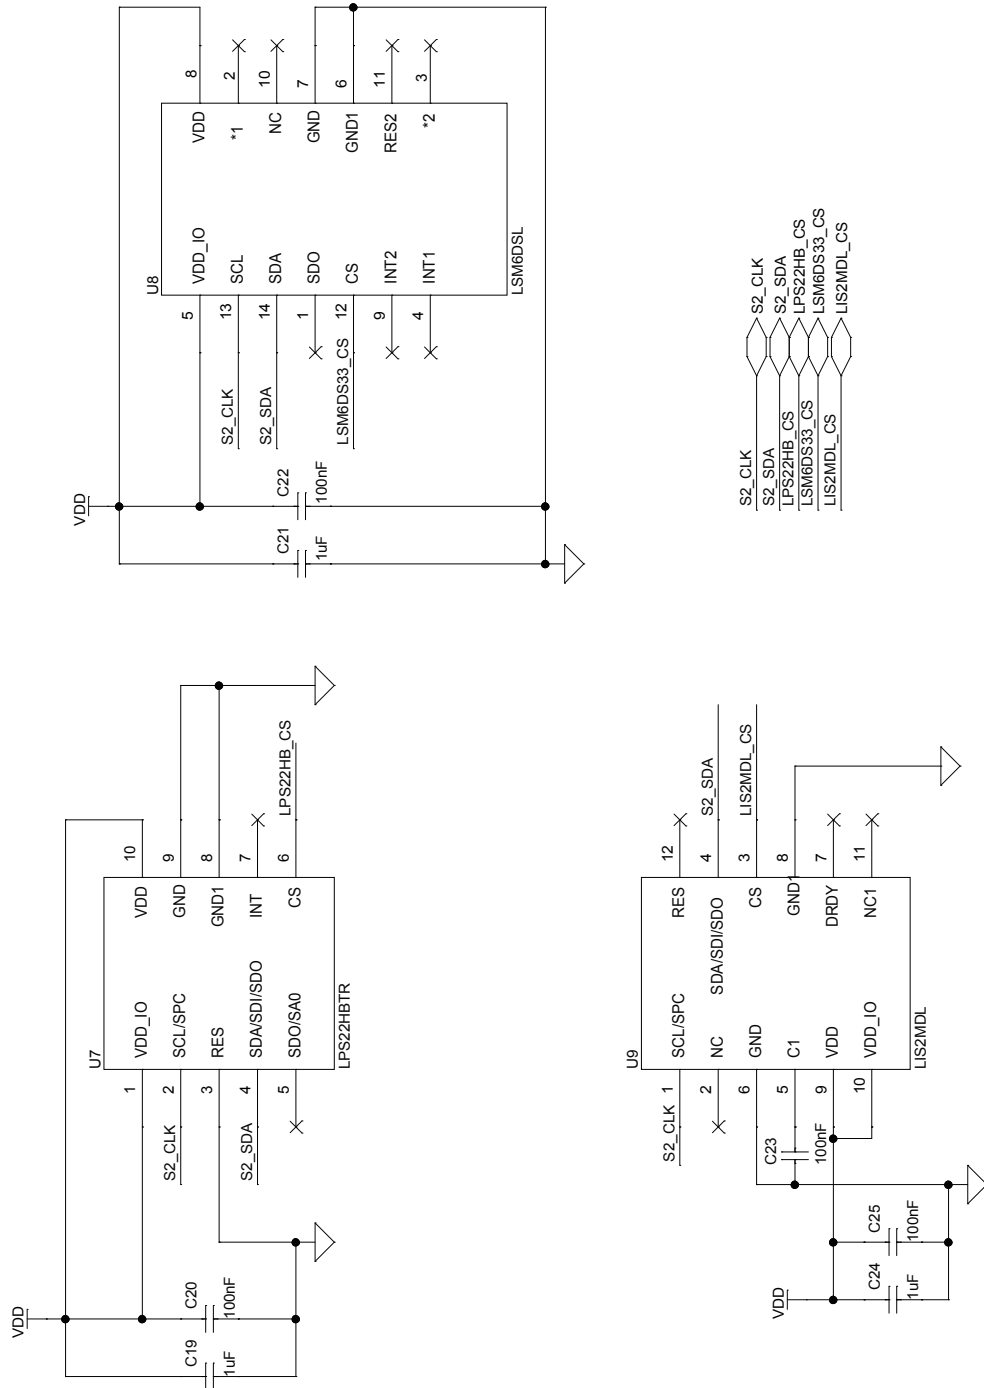 VDD
C19
1uF
C20
100nF
S2_CLK
S2_SDA
1
2
3
4
5
U7
VDD_IO
SCL/SPC
RES
SDA/SDI/SDO
SDO/SA0
VDD
GND
GND1
INT
CS
LPS22HBTR
10
9
8
7
6
LPS22HB_CS
VDD
C21
1uF
C22
100nF
S2_CLK
S2_SDA
LSM6DS33_CS
5
13
14
1
12
9
4
U8
VDD_IO
SCL
SDA
SDO
CS
INT2
INT1
VDD
*1
NC
GND
GND1
RES2
*2
LSM6DSL
8
2
10
7
6
11
3
VDD
C24
1uF
C25
100nF
C23
100nF
S2_CLK
1
2
6
5
9
10
U9
SCL/SPC
NC
GND
C1
VDD
VDD_IO
RES
SDA/SDI/SDO
CS
GND1
DRDY
NC1
LIS2MDL
12
4
3
8
7
11
S2_SDA
LIS2MDL_CS
S2_CLK
S2_SDA
LPS22HB_CS
LSM6DS33_CS
LIS2MDL_CS
S2_CLK
S2_SDA
LPS22HB_CS
LSM6DS33_CS
LIS2MDL_CS